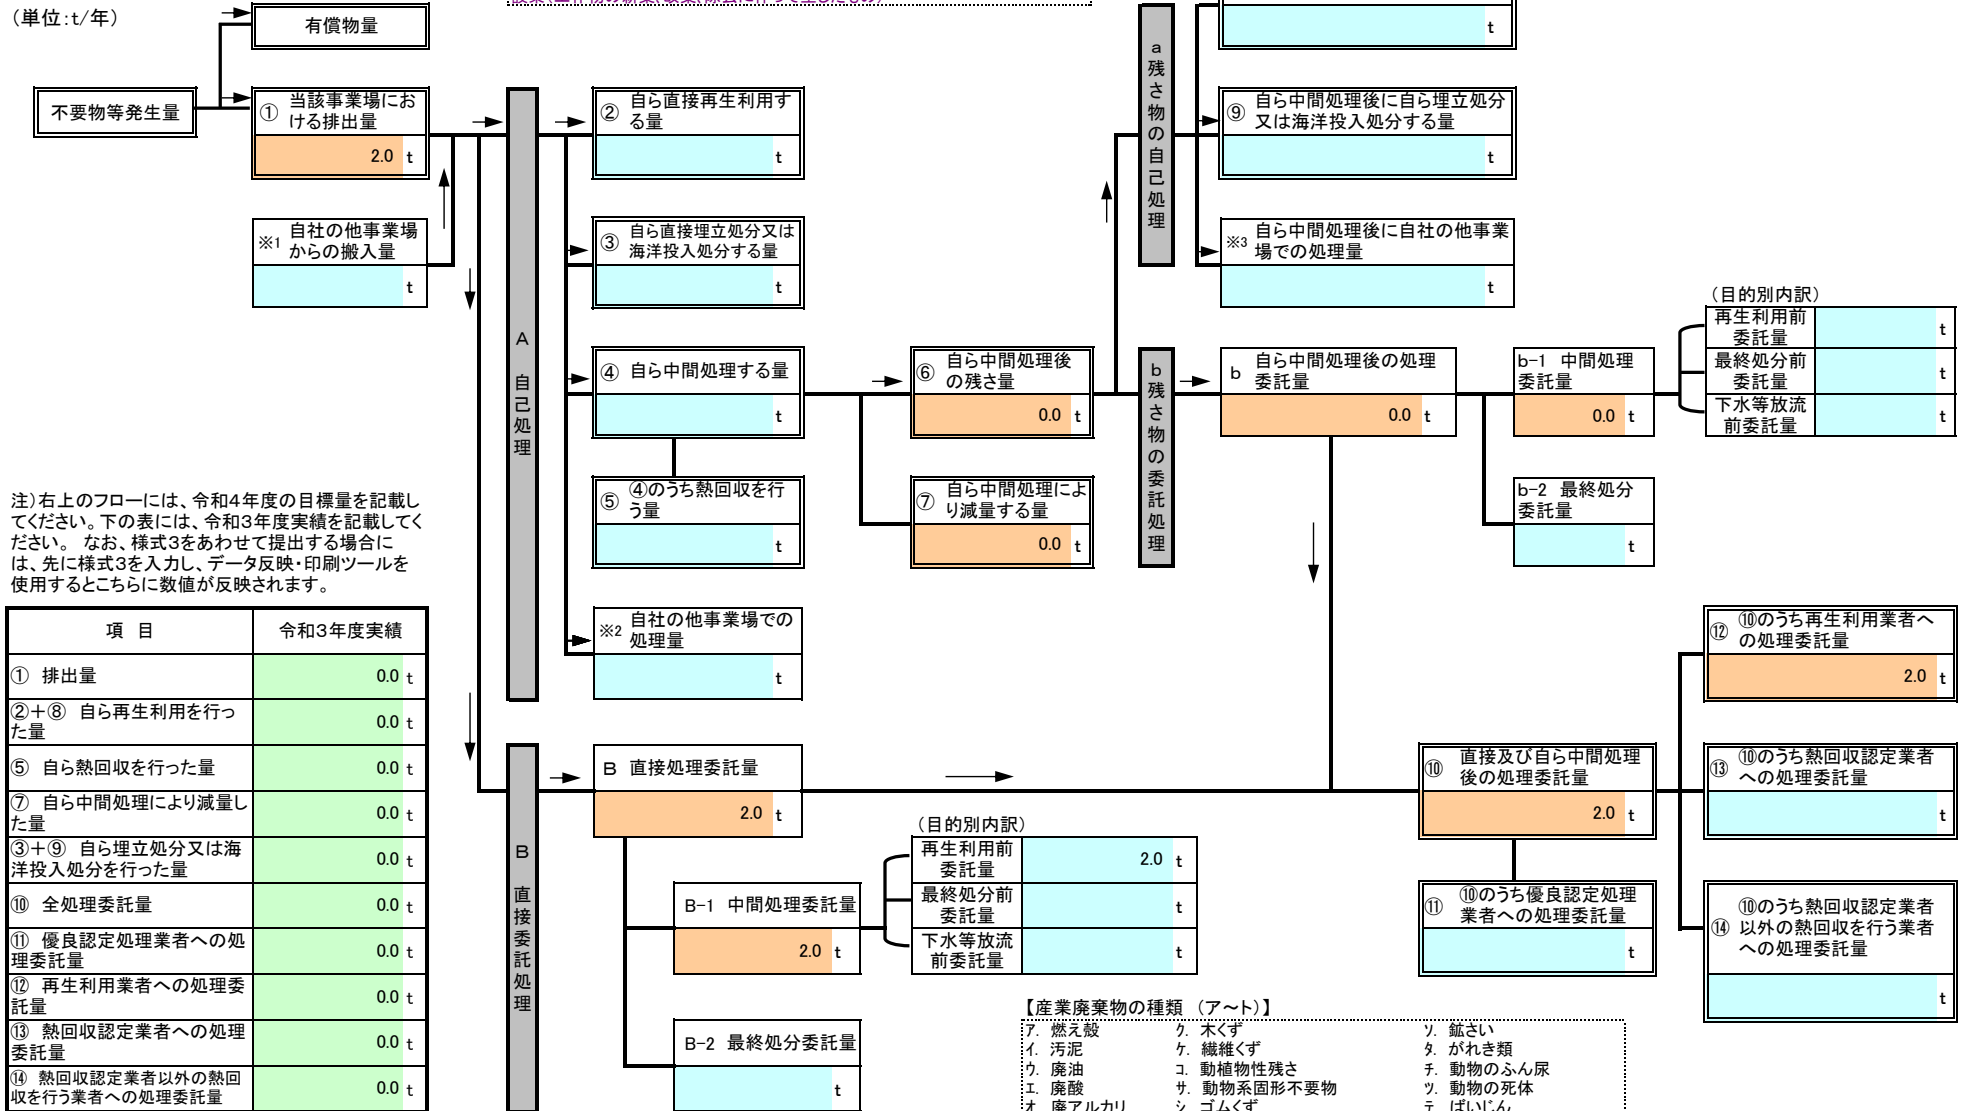 (単位:t/年)
有償物量
不要物等発生量
① 当該事業場にお
ける排出量
2.0 t
※1 自社の他事業場
からの搬入量
t
A 自己処理
② 自ら直接再生利用す
る量
t
③ 自ら直接埋立処分又は
海洋投入処分する量
t
④ 自ら中間処理する量
t
⑤ ④のうち熱回収を行
う量
t
※2 自社の他事業場での
処理量
t
⑥ 自ら中間処理後
の残さ量
0.0 t
⑦ 自ら中間処理によ
り減量する量
0.0 t
a 残さ物の自己処理
t
⑨ 自ら中間処理後に自ら埋立処分
又は海洋投入処分する量
t
※3 自ら中間処理後に自社の他事業
場での処理量
t
b 残さ物の委託処理
b 自ら中間処理後の処理
委託量
0.0 t
b-1 中間処理
委託量
0.0 t
b-2 最終処分
委託量
t
(目的別内訳)
再生利用前
委託量
t
最終処分前
委託量
t
下水等放流
前委託量
t
注)右上のフローには、令和4年度の目標量を記載し
てください。下の表には、令和3年度実績を記載してく
ださい。 なお、様式3をあわせて提出する場合に
は、先に様式3を入力し、データ反映・印刷ツールを
使用するとこちらに数値が反映されます。
項 目 令和3年度実績
① 排出量 0.0 t
②+⑧ 自ら再生利用を行っ
た量 0.0 t
⑤ 自ら熱回収を行った量 0.0 t
⑦ 自ら中間処理により減量し
た量 0.0 t
③+⑨ 自ら埋立処分又は海
洋投入処分を行った量 0.0 t
⑩ 全処理委託量 0.0 t
⑪ 優良認定処理業者への処
理委託量 0.0 t
⑫ 再生利用業者への処理委
託量 0.0 t
⑬ 熱回収認定業者への処理
委託量 0.0 t
⑭ 熱回収認定業者以外の熱回
収を行う業者への処理委託量 0.0 t
B 直接委託処理
B 直接処理委託量
2.0 t
B-1 中間処理委託量
2.0 t
B-2 最終処分委託量
t
(目的別内訳)
再生利用前
委託量
2.0 t
最終処分前
委託量
t
下水等放流
前委託量
t
⑩ 直接及び自ら中間処理
後の処理委託量
2.0 t
⑪ ⑩のうち優良認定処理
業者への処理委託量
t
⑫ ⑩のうち再生利用業者へ
の処理委託量
2.0 t
⑬ ⑩のうち熱回収認定業者
への処理委託量
t
⑭ ⑩のうち熱回収認定業者
以外の熱回収を行う業者
への処理委託量
t
【産業廃棄物の種類 (ア~ト)】
ア. 燃え殻 ク. 木くず ソ. 鉱さい
イ. 汚泥 ケ. 繊維くず タ. がれき類
ウ. 廃油 コ. 動植物性残さ チ. 動物のふん尿
エ. 廃酸 サ. 動物系固形不要物 ツ. 動物の死体
オ. 廃アルカリ シ. ゴムくず テ. ばいじん